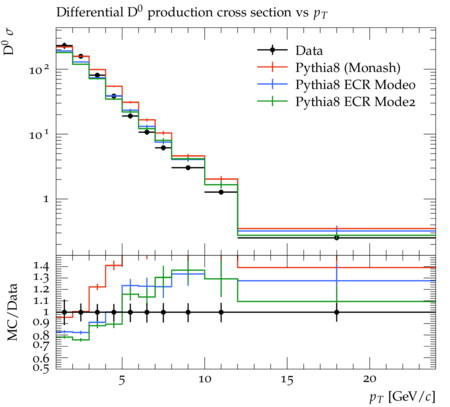 Differential D⁰ production cross section vs pT
D⁰ σ
Data
Pythia8 (Monash)
Pythia8 ECR Mode0
Pythia8 ECR Mode2
10²
10¹
1
MC/Data
1.4
1.3
1.2
1.1
1
0.9
0.8
0.7
0.6
0.5
5 10 15 20
pT [GeV/c]